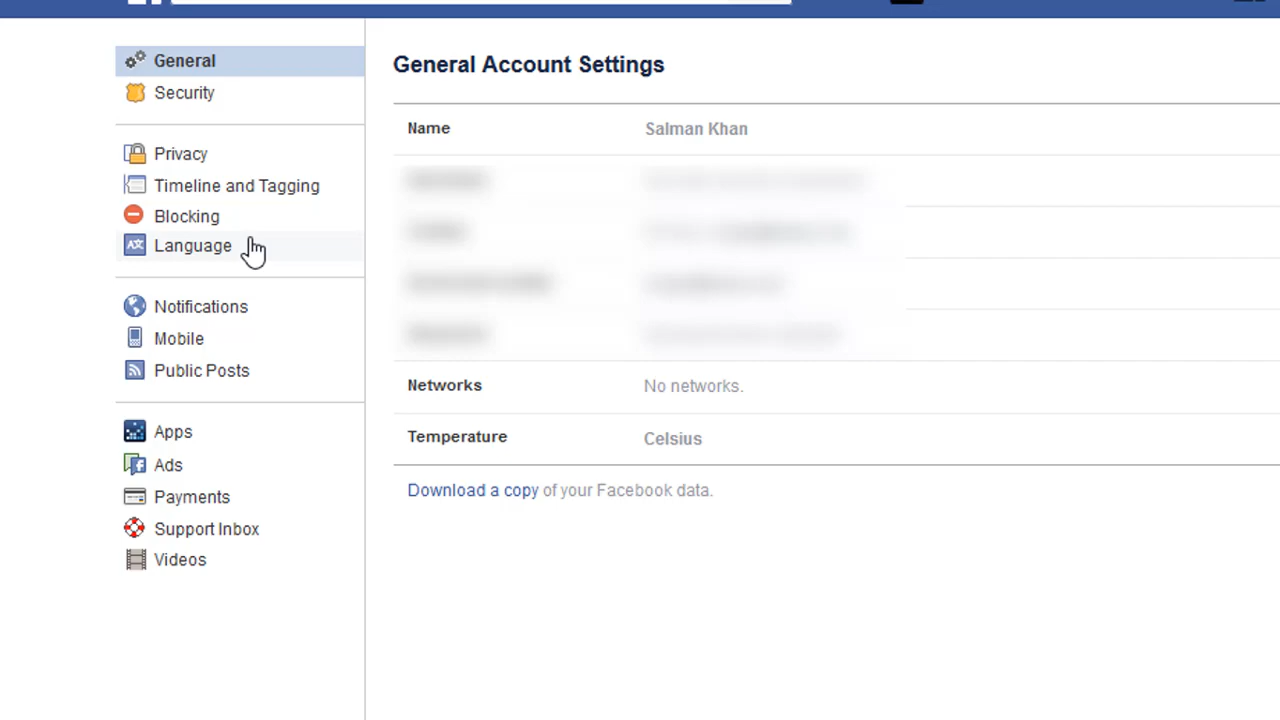 General
Security
Privacy
Timeline and Tagging
Blocking
Language
Notifications
Mobile
Public Posts
Apps
Ads
Payments
Support Inbox
Videos
General Account Settings
Name Salman Khan
Networks No networks.
Temperature Celsius
Download a copy of your Facebook data.